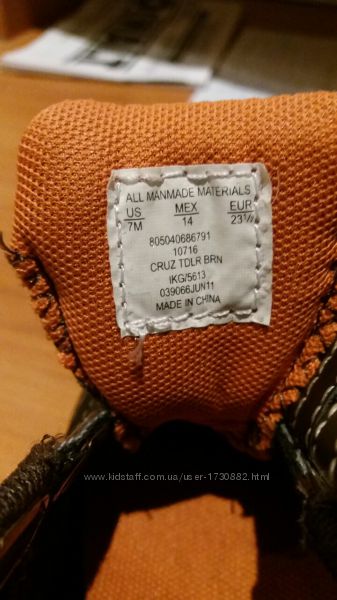 ALL MANMADE MATERIALS
US MEX EUR
7M 14 23½
805040686791
10716
CRUZ TDLR BRN
IKG/5613
039066JUN11
MADE IN CHINA
www.kidstaff.com.ua/user-1730882.html